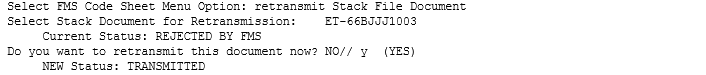 Select FMS Code Sheet Menu Option: retransmit Stack File Document
Select Stack Document for Retransmission:    ET-66BJJJ1003
     Current Status: REJECTED BY FMS
Do you want to retransmit this document now? NO// y  (YES)
     NEW Status: TRANSMITTED